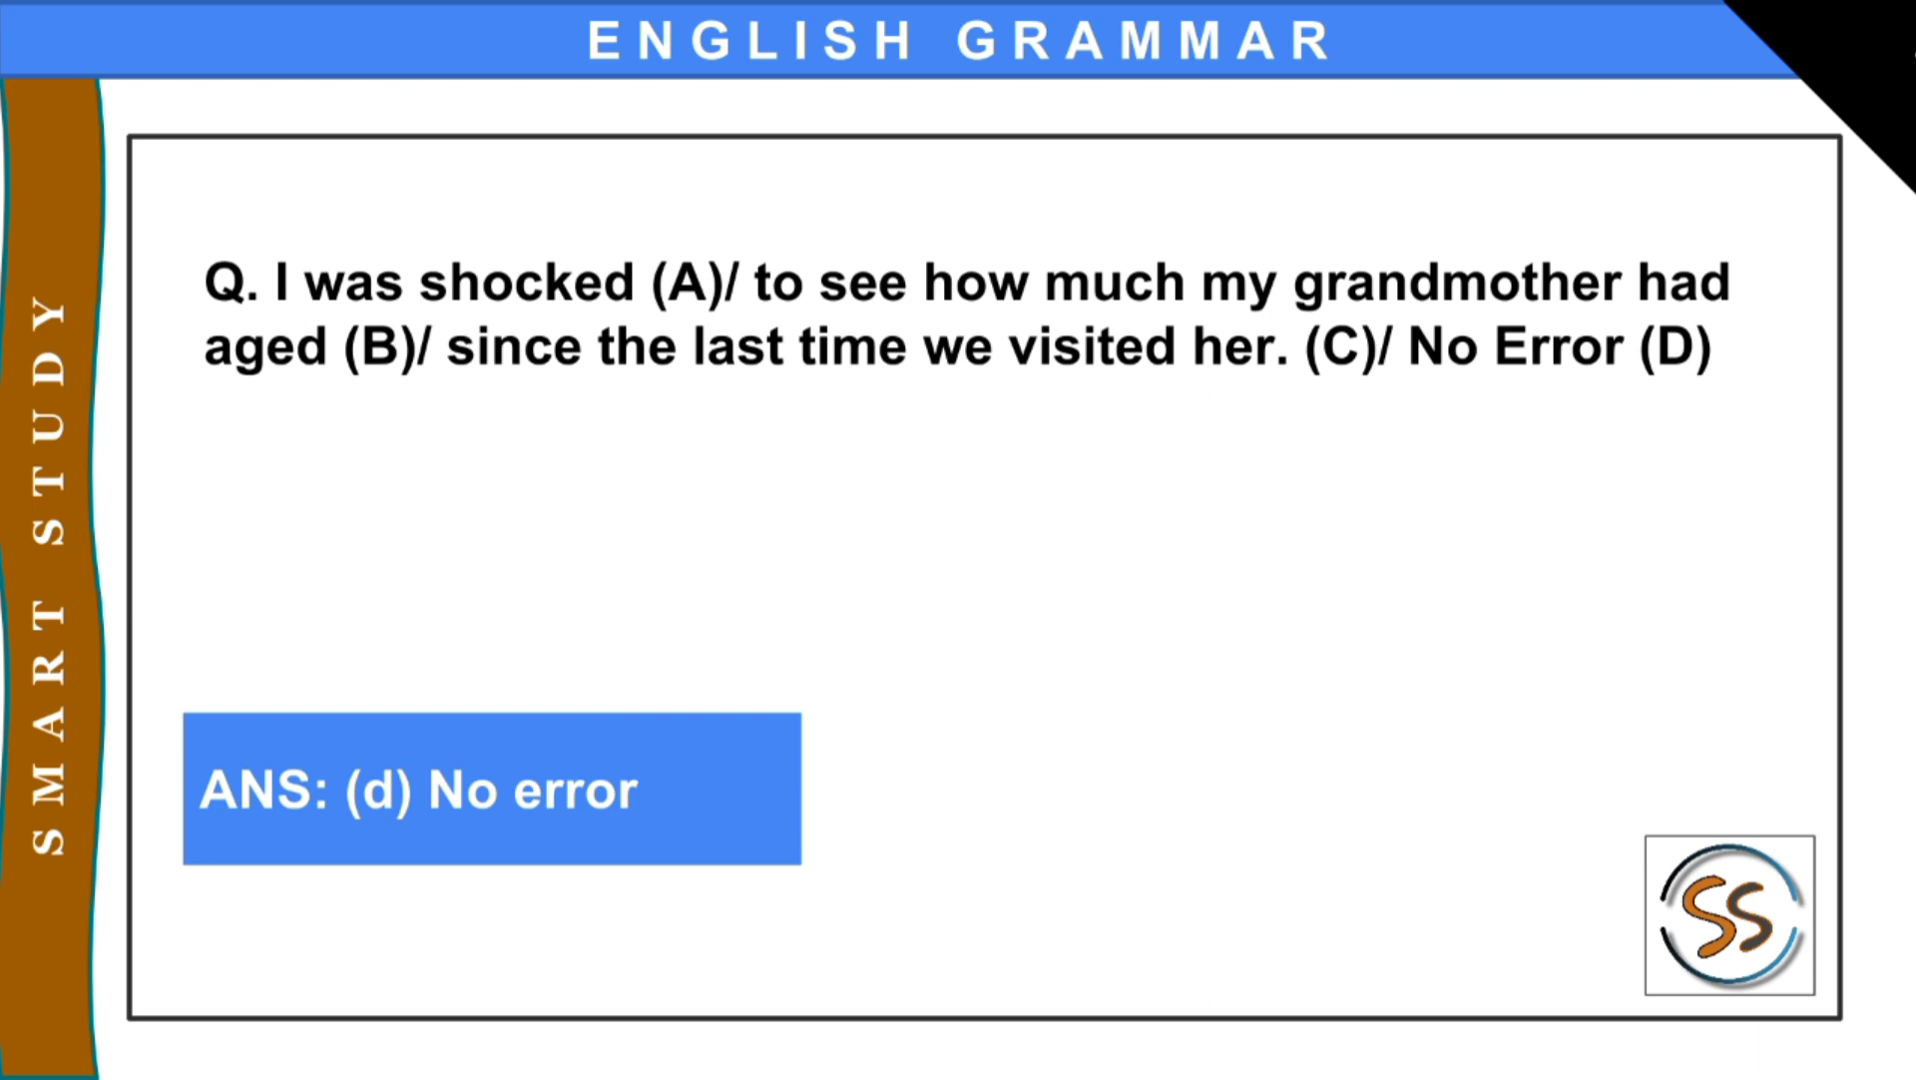 ENGLISH GRAMMAR
SMART STUDY
Q. I was shocked (A)/ to see how much my grandmother had
aged (B)/ since the last time we visited her. (C)/ No Error (D)
ANS: (d) No error
SS